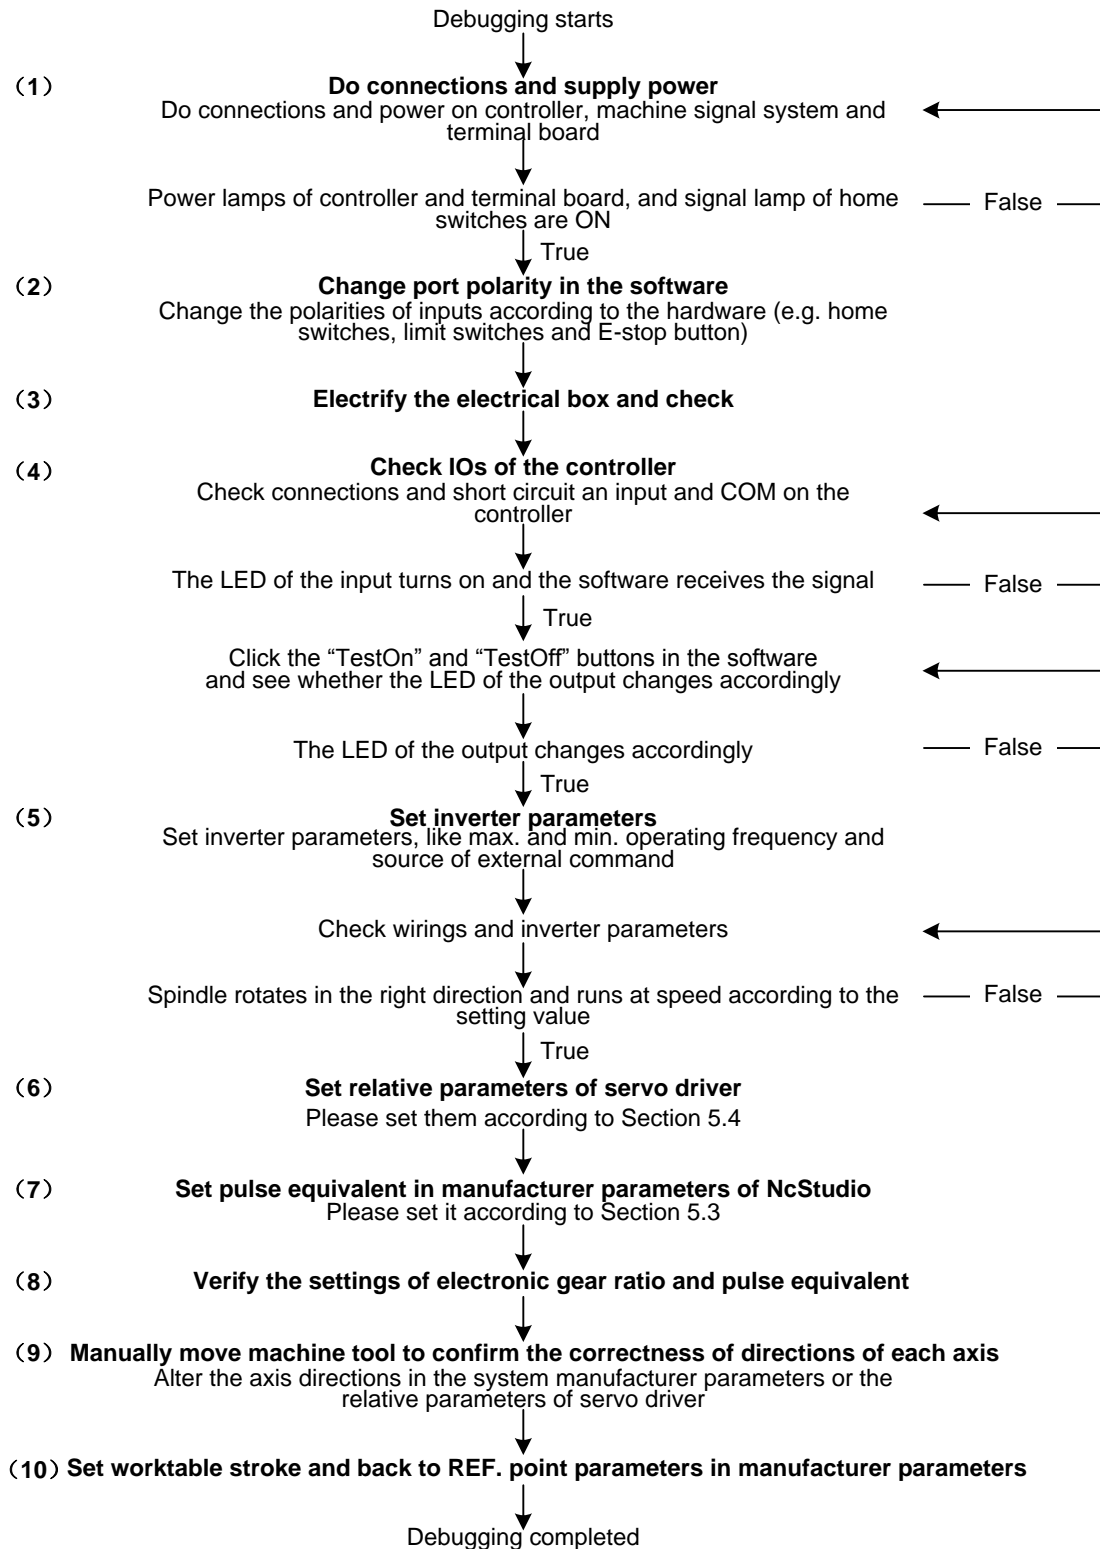 Debugging starts
（1） Do connections and supply power
Do connections and power on controller, machine signal system and
terminal board
Power lamps of controller and terminal board, and signal lamp of home
switches are ON
False
True
（2） Change port polarity in the software
Change the polarities of inputs according to the hardware (e.g. home
switches, limit switches and E-stop button)
（3） Electrify the electrical box and check
（4） Check IOs of the controller
Check connections and short circuit an input and COM on the
controller
The LED of the input turns on and the software receives the signal
False
True
Click the “TestOn” and “TestOff” buttons in the software
and see whether the LED of the output changes accordingly
The LED of the output changes accordingly
False
True
（5） Set inverter parameters
Set inverter parameters, like max. and min. operating frequency and
source of external command
Check wirings and inverter parameters
Spindle rotates in the right direction and runs at speed according to the
setting value
False
True
（6） Set relative parameters of servo driver
Please set them according to Section 5.4
（7） Set pulse equivalent in manufacturer parameters of NcStudio
Please set it according to Section 5.3
（8） Verify the settings of electronic gear ratio and pulse equivalent
（9） Manually move machine tool to confirm the correctness of directions of each axis
Alter the axis directions in the system manufacturer parameters or the
relative parameters of servo driver
（10） Set worktable stroke and back to REF. point parameters in manufacturer parameters
Debugging completed